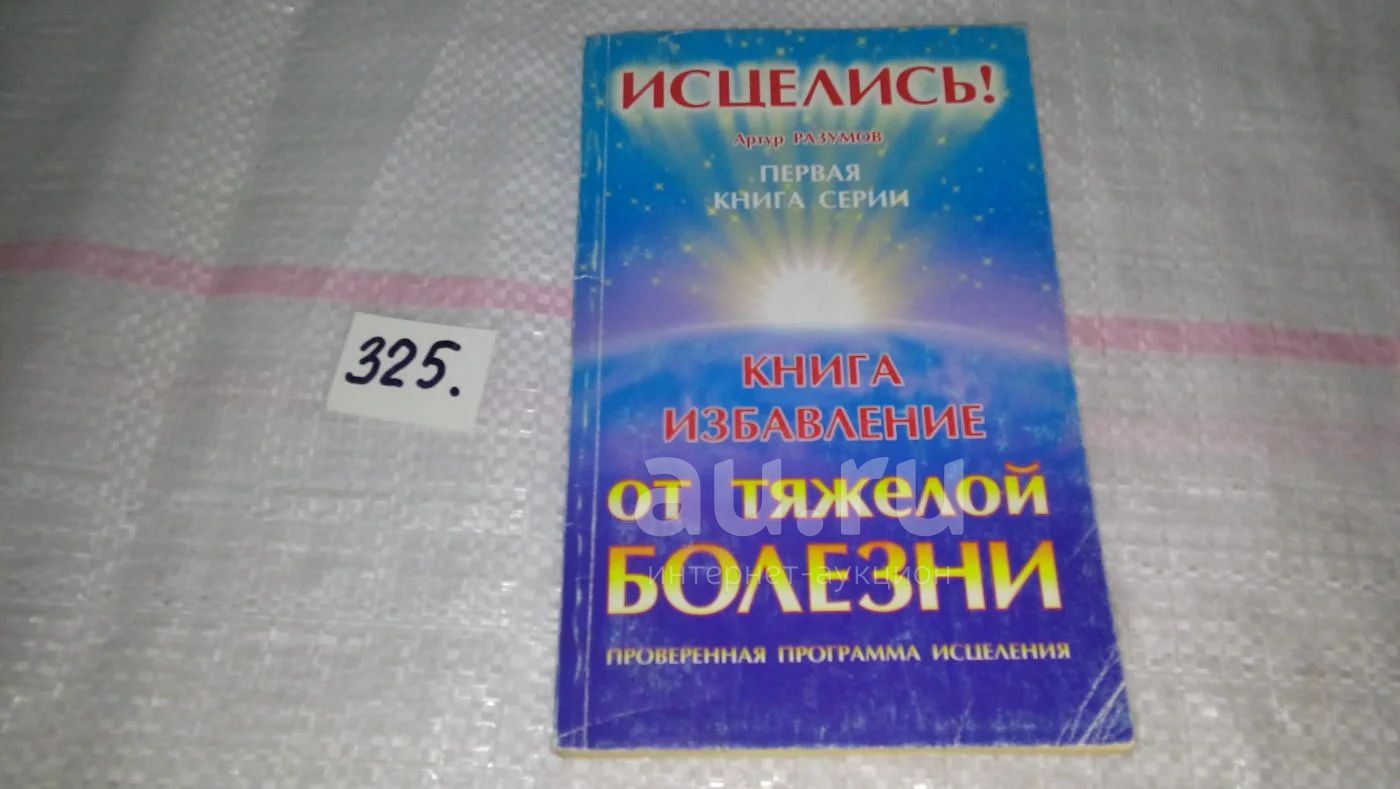 ИСЦЕЛИСЬ!
Артур РАЗУМОВ
ПЕРВАЯ
КНИГА СЕРИИ
325.
КНИГА
ИЗБАВЛЕНИЕ
au.ru
от тяжелой
интернет-аукцион
БОЛЕЗНИ
ПРОВЕРЕННАЯ ПРОГРАММА ИСЦЕЛЕНИЯ